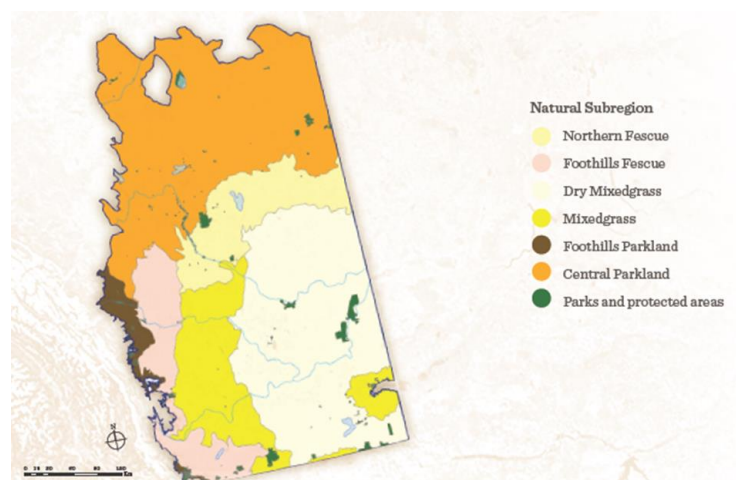 Natural Subregion
Northern Fescue
Foothills Fescue
Dry Mixedgrass
Mixedgrass
Foothills Parkland
Central Parkland
Parks and protected areas
N